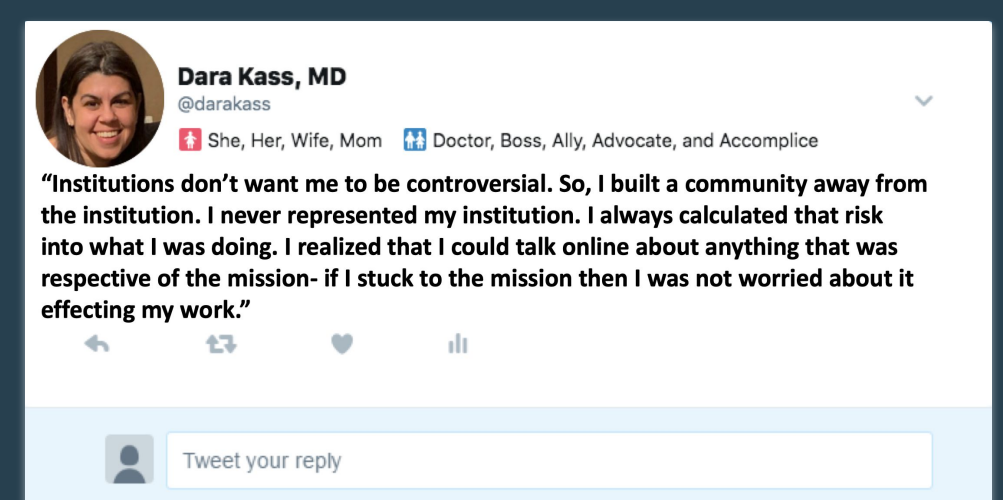 Dara Kass, MD
@darakass
She, Her, Wife, Mom Doctor, Boss, Ally, Advocate, and Accomplice
“Institutions don’t want me to be controversial. So, I built a community away from
the institution. I never represented my institution. I always calculated that risk
into what I was doing. I realized that I could talk online about anything that was
respective of the mission- if I stuck to the mission then I was not worried about it
effecting my work.”
Tweet your reply